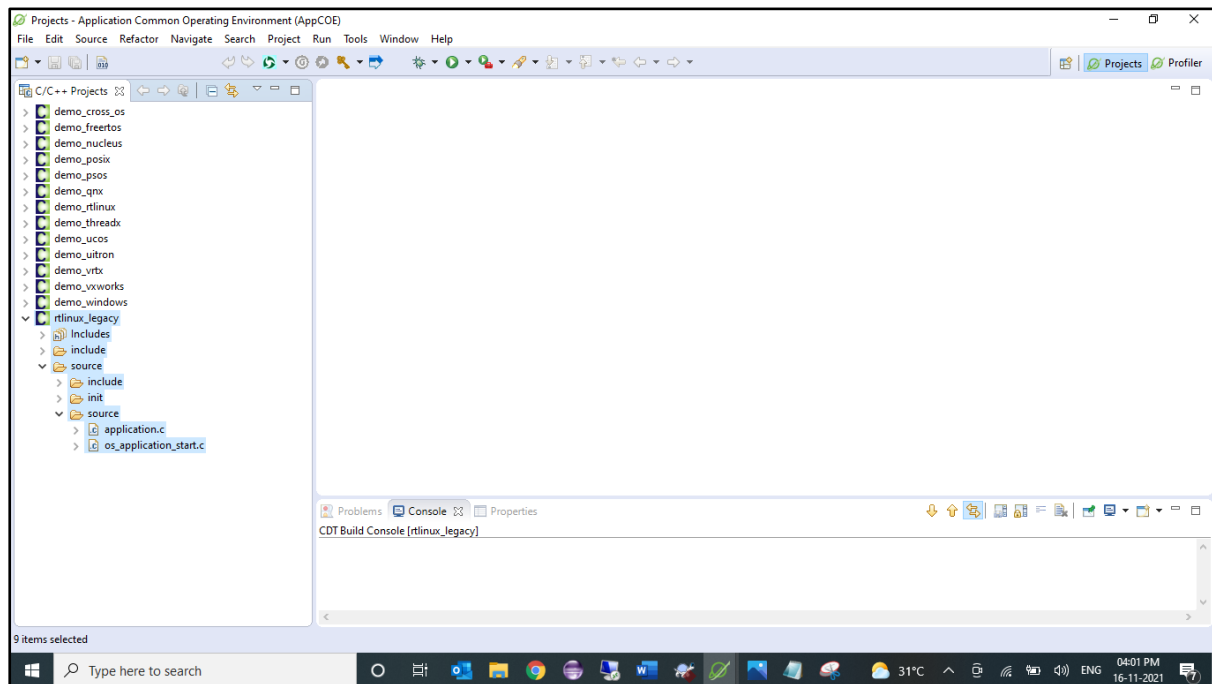 Projects - Application Common Operating Environment (AppCOE)
File Edit Source Refactor Navigate Search Project Run Tools Window Help
Projects Profiler
C/C++ Projects
demo_cross_os
demo_freertos
demo_nucleus
demo_posix
demo_psos
demo_qnx
demo_rtlinux
demo_threadx
demo_ucos
demo_uitron
demo_vrtx
demo_vxworks
demo_windows
rtlinux_legacy
Includes
include
source
include
init
source
application.c
os_application_start.c
Problems Console Properties
CDT Build Console [rtlinux_legacy]
9 items selected
Type here to search
31°C ENG 04:01 PM
16-11-2021